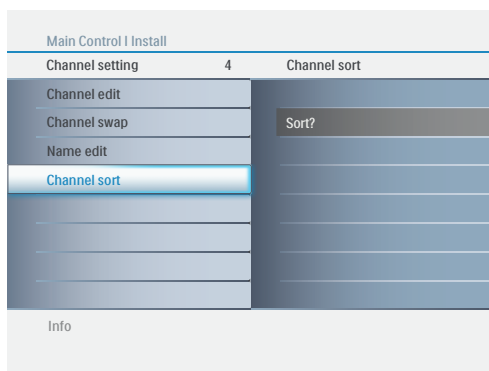 Main Control I Install
Channel setting 4 Channel sort
Channel edit
Channel swap Sort?
Name edit
Channel sort
Info